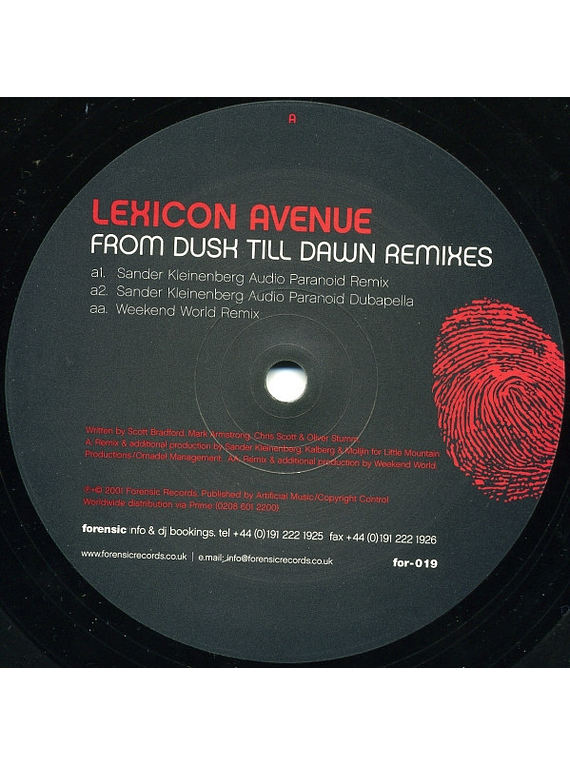 A
LEXICON AVENUE
FROM DUSK TILL DAWN REMIXES
a1. Sander Kleinenberg Audio Paranoid Remix
a2. Sander Kleinenberg Audio Paranoid Dubapella
aa. Weekend World Remix
Written by Scott Bradford, Mark Armstrong, Chris Scott & Oliver Stumm.
A: Remix & additional production by Sander Kleinenberg, Kalberg & Moljin for Little Mountain
Productions/Omadel Management. AA: Remix & additional production by Weekend World.
℗+© 2001 Forensic Records. Published by Artificial Music/Copyright Control
Worldwide distribution via Prime (0208 601 2200)
forensic info & dj bookings. tel +44 (0)191 222 1925 fax +44 (0)191 222 1926
www.forensicrecords.co.uk | e.mail:.info@forensicrecords.co.uk
for-019